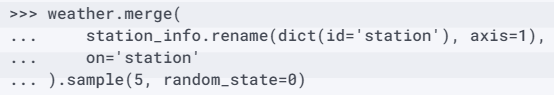 >>> weather.merge(
...     station_info.rename(dict(id='station'), axis=1),
...     on='station'
... ).sample(5, random_state=0)